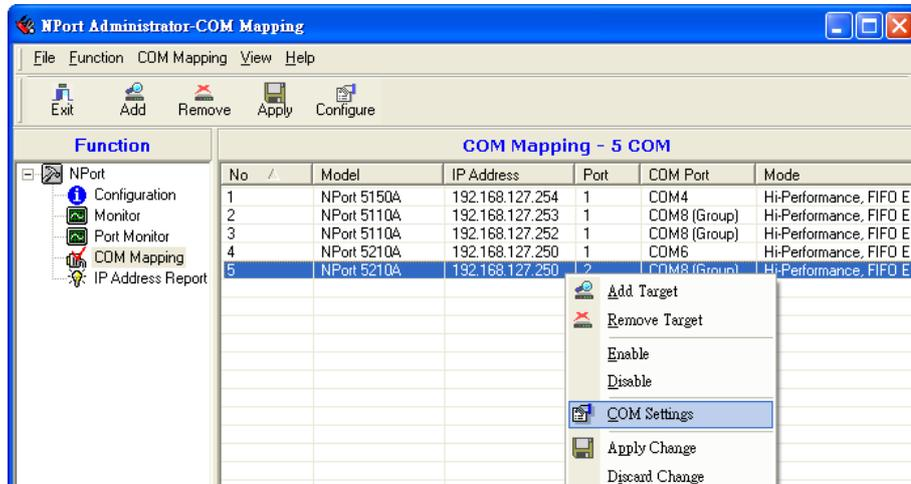 NPort Administrator-COM Mapping
File Function COM Mapping View Help
Exit Add Remove Apply Configure
Function
COM Mapping - 5 COM
NPort
Configuration
Monitor
Port Monitor
COM Mapping
IP Address Report
No Model IP Address Port COM Port Mode
1 NPort 5150A 192.168.127.254 1 COM4 Hi-Performance, FIFO E
2 NPort 5110A 192.168.127.253 1 COM8 (Group) Hi-Performance, FIFO E
3 NPort 5110A 192.168.127.252 1 COM8 (Group) Hi-Performance, FIFO E
4 NPort 5210A 192.168.127.250 1 COM6 Hi-Performance, FIFO E
5 NPort 5210A 192.168.127.250 2 COM8 (Group) Hi-Performance, FIFO E
Add Target
Remove Target
Enable
Disable
COM Settings
Apply Change
Discard Change